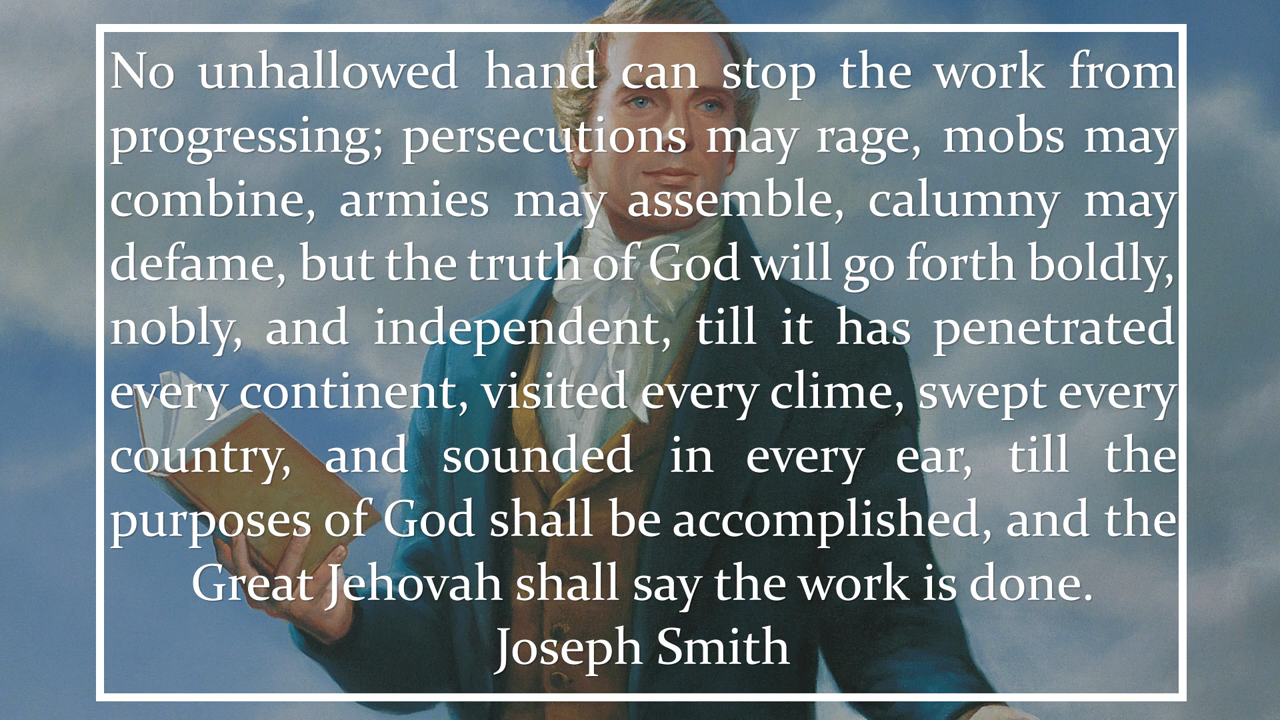 No unhallowed hand can stop the work from
progressing; persecutions may rage, mobs may
combine, armies may assemble, calumny may
defame, but the truth of God will go forth boldly,
nobly, and independent, till it has penetrated
every continent, visited every clime, swept every
country, and sounded in every ear, till the
purposes of God shall be accomplished, and the
Great Jehovah shall say the work is done.
Joseph Smith